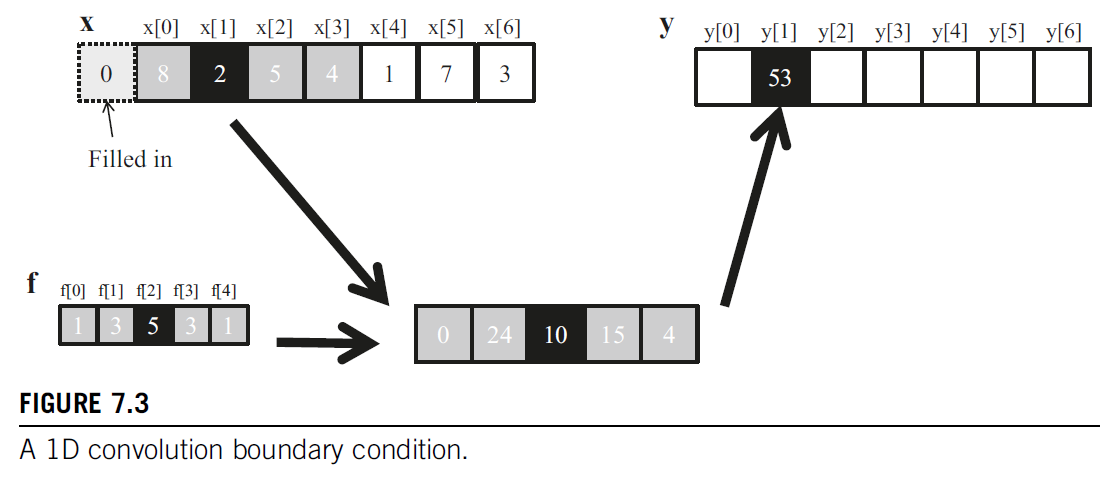 x x[0] x[1] x[2] x[3] x[4] x[5] x[6]
0 8 2 5 4 1 7 3
Filled in
y y[0] y[1] y[2] y[3] y[4] y[5] y[6]
53
f f[0] f[1] f[2] f[3] f[4]
1 3 5 3 1
0 24 10 15 4
FIGURE 7.3
A 1D convolution boundary condition.